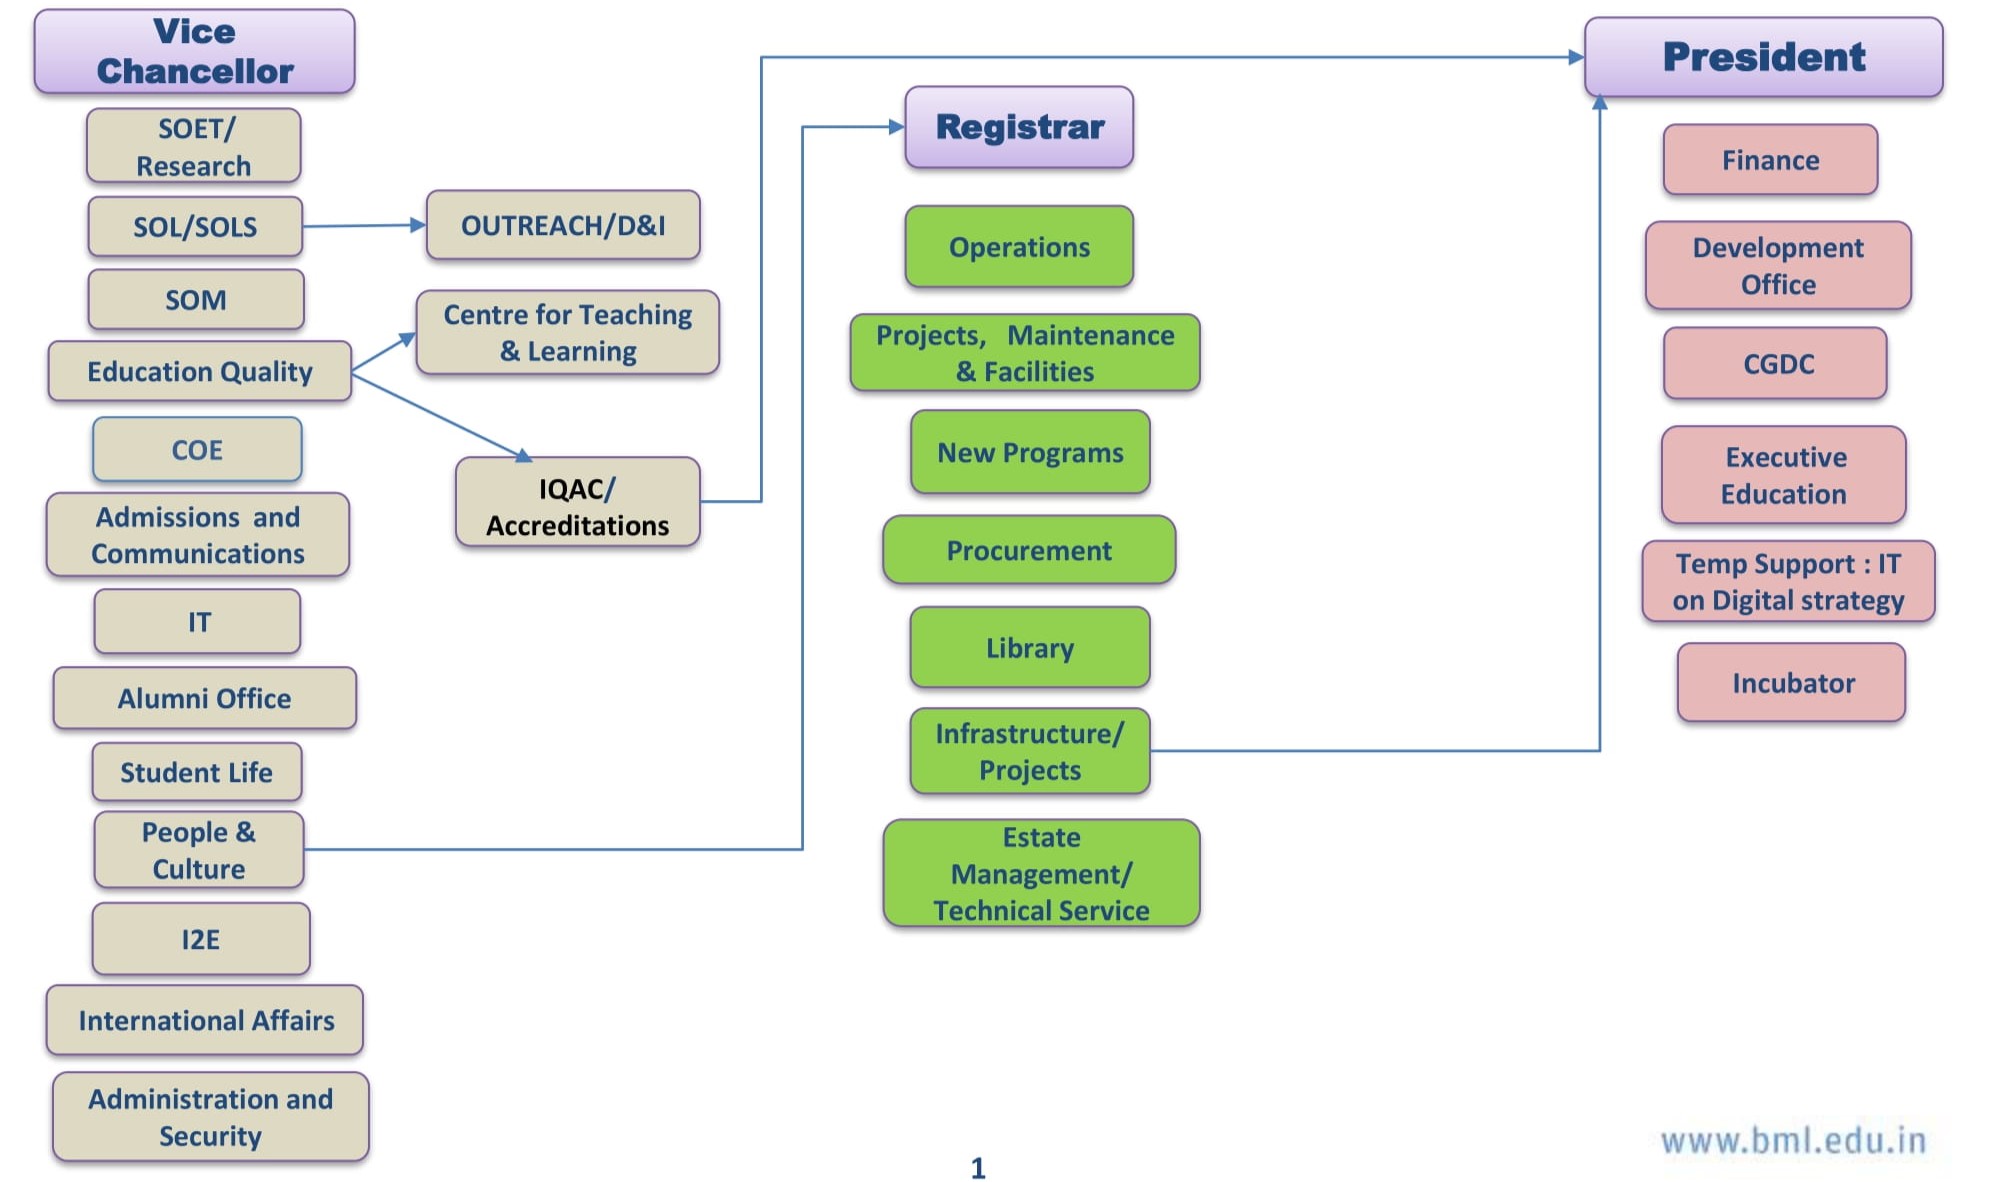 Vice
Chancellor
SOET/
Research
SOL/SOLS
SOM
Education Quality
COE
Admissions and
Communications
IT
Alumni Office
Student Life
People &
Culture
I2E
International Affairs
Administration and
Security
OUTREACH/D&I
Centre for Teaching
& Learning
IQAC/
Accreditations
Registrar
Operations
Projects, Maintenance
& Facilities
New Programs
Procurement
Library
Infrastructure/
Projects
Estate
Management/
Technical Service
President
Finance
Development
Office
CGDC
Executive
Education
Temp Support : IT
on Digital strategy
Incubator
www.bml.edu.in
1